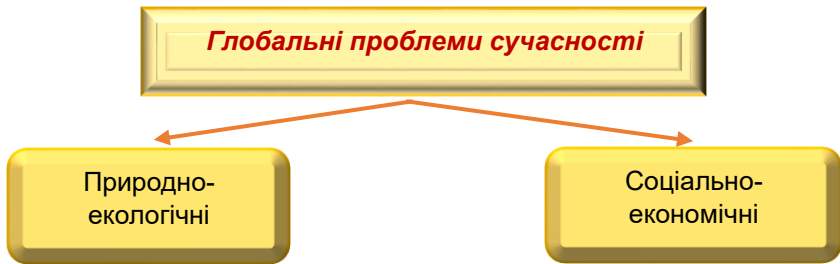 Глобальні проблеми сучасності
Природно-
екологічні
Соціально-
економічні